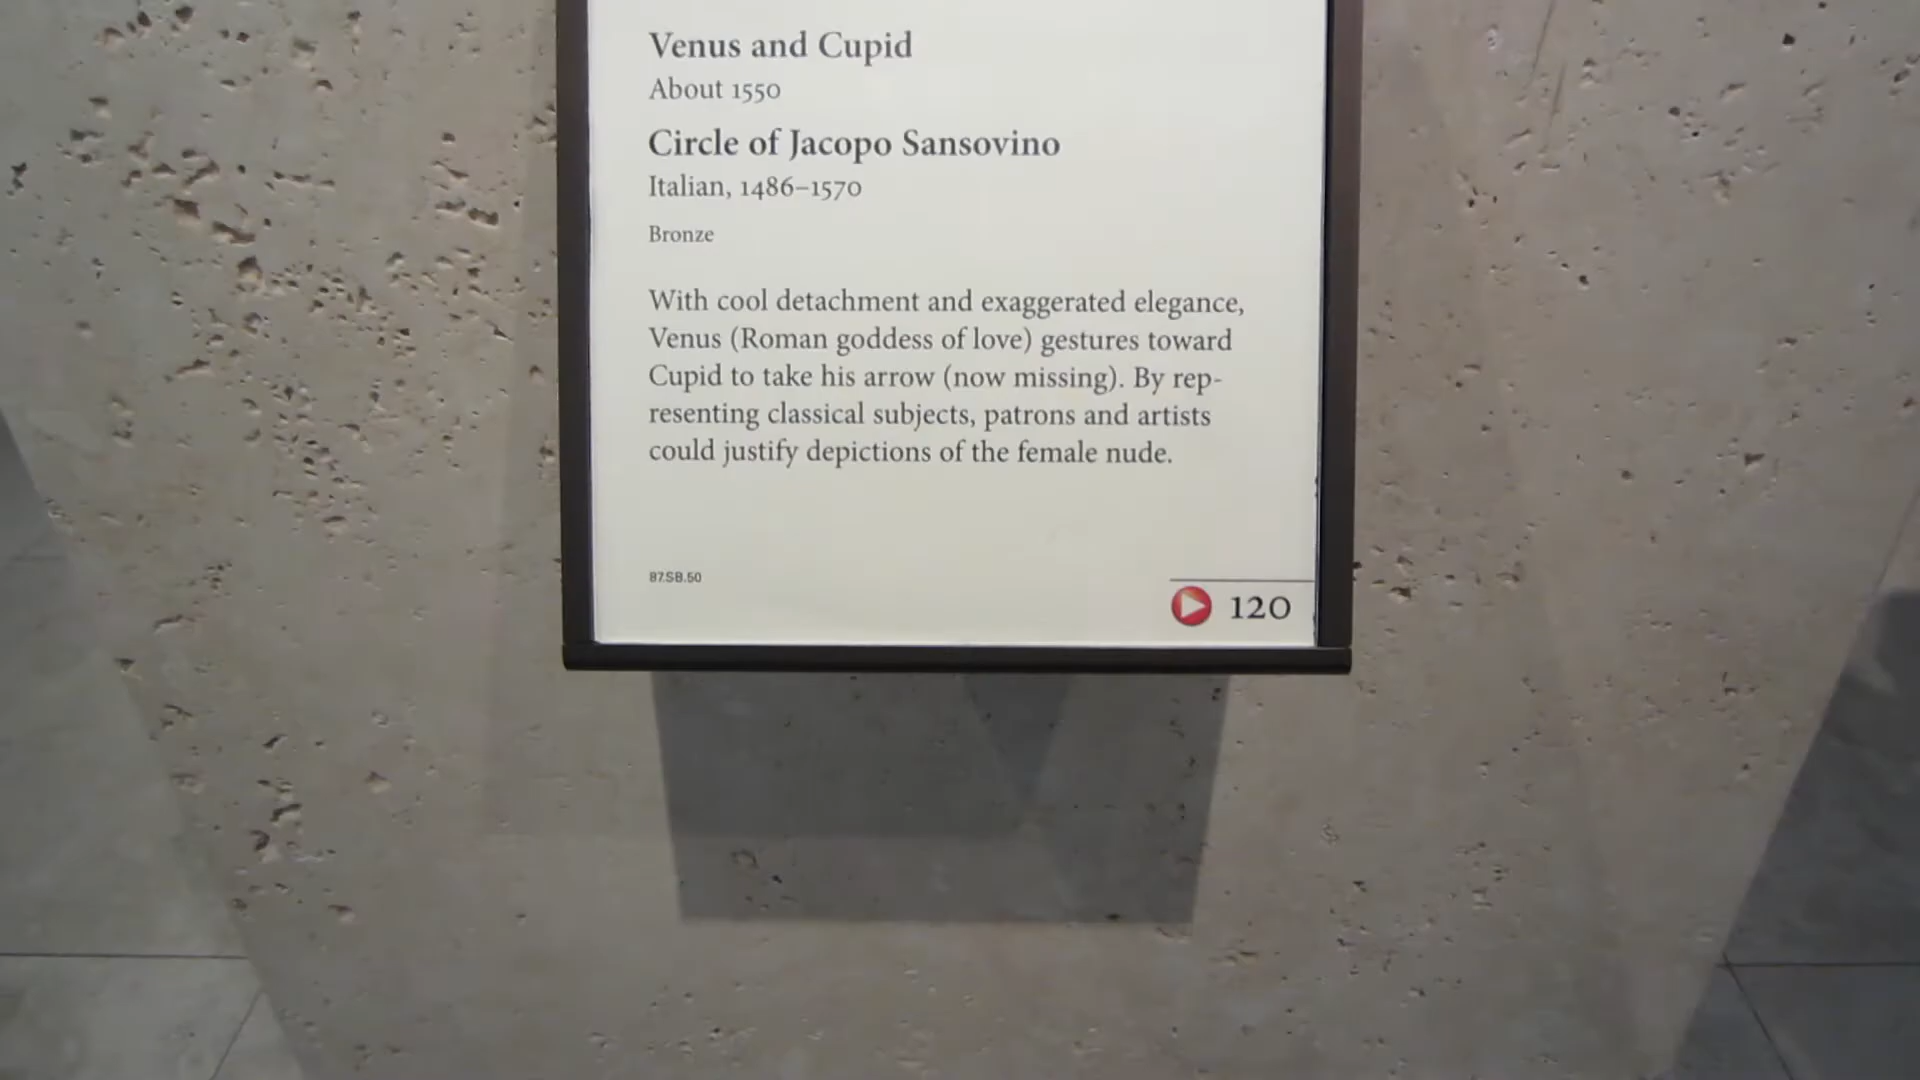 Venus and Cupid
About 1550
Circle of Jacopo Sansovino
Italian, 1486–1570
Bronze
With cool detachment and exaggerated elegance,
Venus (Roman goddess of love) gestures toward
Cupid to take his arrow (now missing). By rep-
resenting classical subjects, patrons and artists
could justify depictions of the female nude.
87.SB.50
120